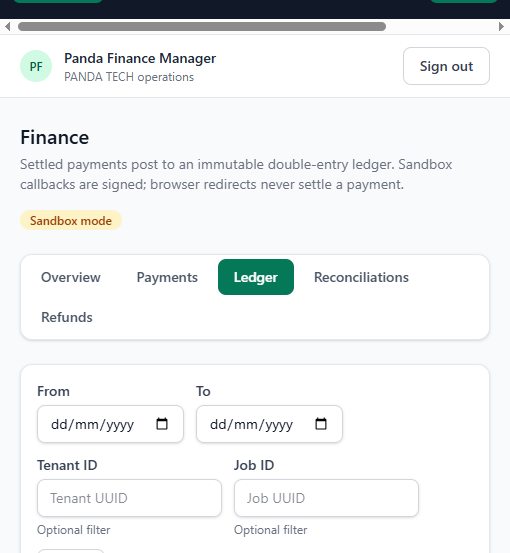 PF
Panda Finance Manager
PANDA TECH operations
Sign out
Finance
Settled payments post to an immutable double-entry ledger. Sandbox
callbacks are signed; browser redirects never settle a payment.
Sandbox mode
Overview
Payments
Ledger
Reconciliations
Refunds
From
To
dd/mm/yyyy
dd/mm/yyyy
Tenant ID
Job ID
Tenant UUID
Job UUID
Optional filter
Optional filter